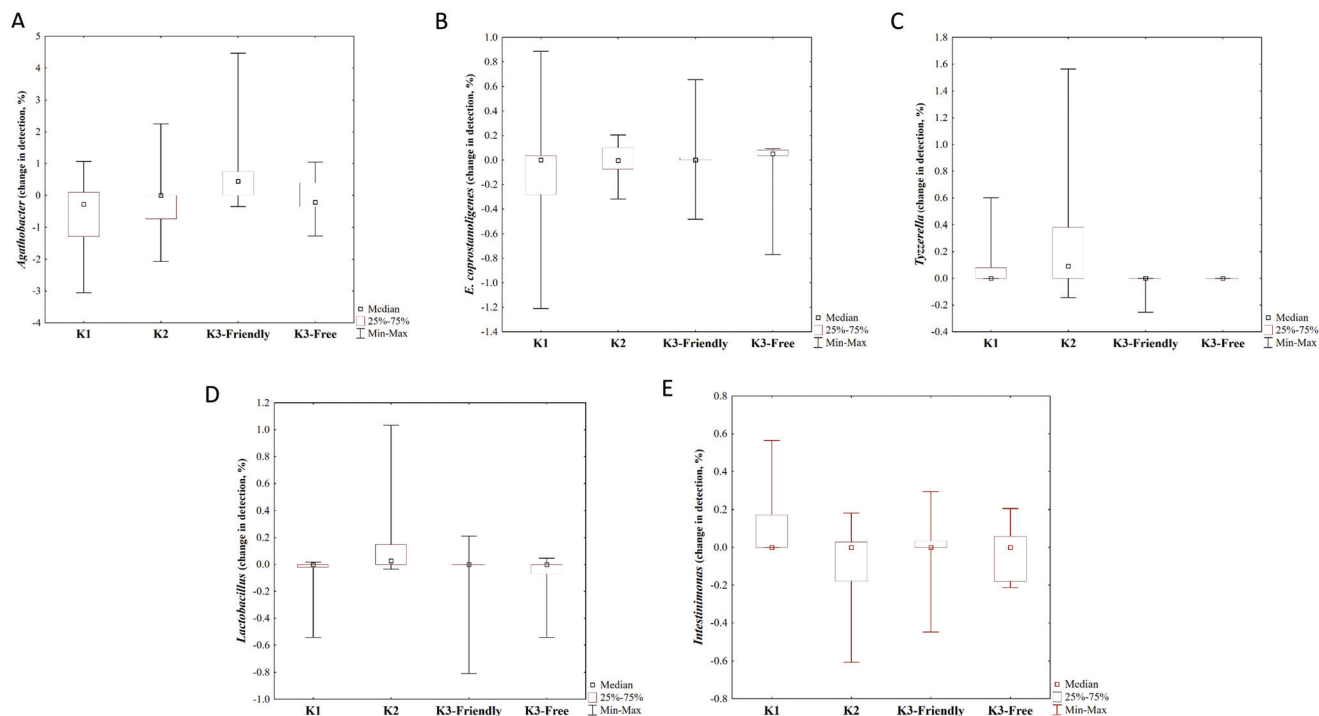 A
Agathobacter (change in detection, %)
5
4
3
2
1
0
-1
-2
-3
-4
K1 K2 K3-Friendly K3-Free
Median
25%-75%
Min-Max
B
E. coprostanoligenes (change in detection, %)
1.0
0.8
0.6
0.4
0.2
0.0
-0.2
-0.4
-0.6
-0.8
-1.0
-1.2
-1.4
K1 K2 K3-Friendly K3-Free
Median
25%-75%
Min-Max
C
Tyzzerella (change in detection, %)
1.8
1.6
1.4
1.2
1.0
0.8
0.6
0.4
0.2
0.0
-0.2
-0.4
K1 K2 K3-Friendly K3-Free
Median
25%-75%
Min-Max
D
Lactobacillus (change in detection, %)
1.2
1.0
0.8
0.6
0.4
0.2
0.0
-0.2
-0.4
-0.6
-0.8
-1.0
K1 K2 K3-Friendly K3-Free
Median
25%-75%
Min-Max
E
Intestinimonas (change in detection, %)
0.8
0.6
0.4
0.2
0.0
-0.2
-0.4
-0.6
-0.8
K1 K2 K3-Friendly K3-Free
Median
25%-75%
Min-Max